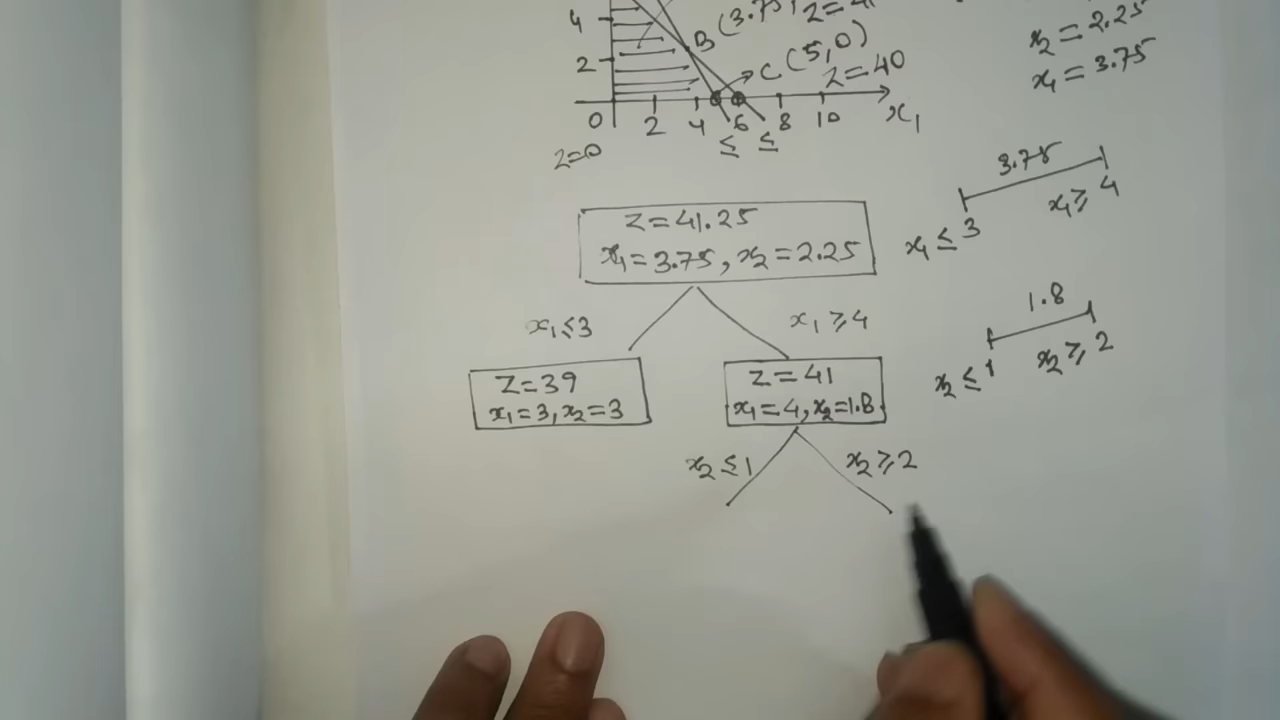 4
B (3.75,
Z=41
2
C (5,0)
Z=40
x2=2.25
x1=3.75
0 2 4 6 8 10 x1
≤ ≤
Z=0
Z=41.25
x1=3.75, x2=2.25
3.75
x1≤3 x1≥4
x1≤3 x1≥4
1.8
x2≤1 x2≥2
Z=39
x1=3, x2=3
Z=41
x1=4, x2=1.8
x2≤1 x2≥2